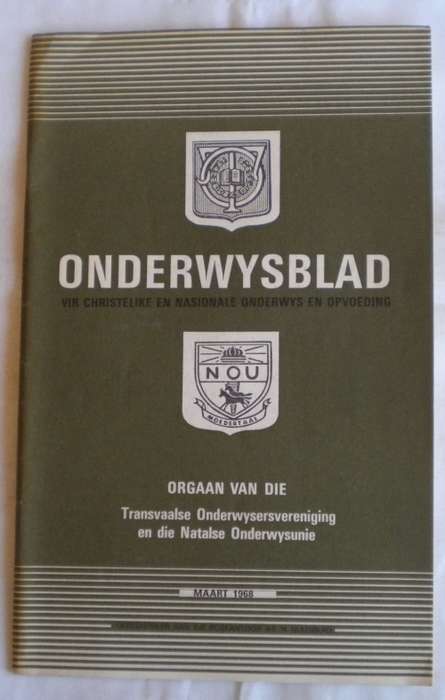 ONDERWYSBLAD
VIR CHRISTELIKE EN NASIONALE ONDERWYS EN OPVOEDING
NOU
MOEDERTAAL
ORGAAN VAN DIE
Transvaalse Onderwysersvereniging
en die Natalse Onderwysunie
MAART 1968